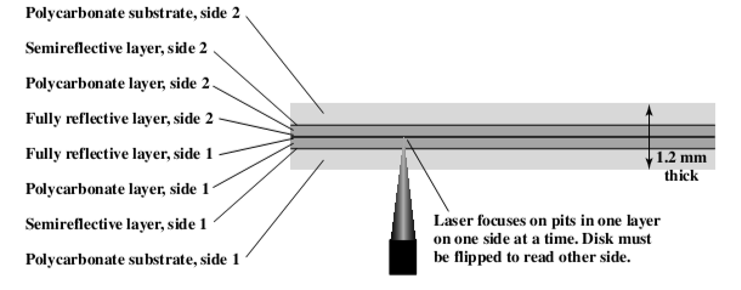 Polycarbonate substrate, side 2
Semireflective layer, side 2
Polycarbonate layer, side 2
Fully reflective layer, side 2
Fully reflective layer, side 1
Polycarbonate layer, side 1
Semireflective layer, side 1
Polycarbonate substrate, side 1
1.2 mm
thick
Laser focuses on pits in one layer
on one side at a time. Disk must
be flipped to read other side.